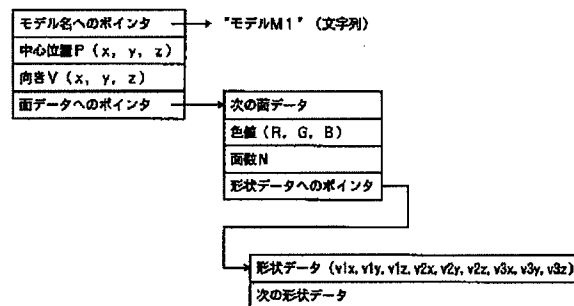 モデル名へのポインタ "モデルM1"(文字列)
中心位置P(x, y, z)
向きV(x, y, z)
面データへのポインタ
次の面データ
色値(R, G, B)
面数N
形状データへのポインタ
形状データ(v1x, v1y, v1z, v2x, v2y, v2z, v3x, v3y, v3z)
次の形状データ